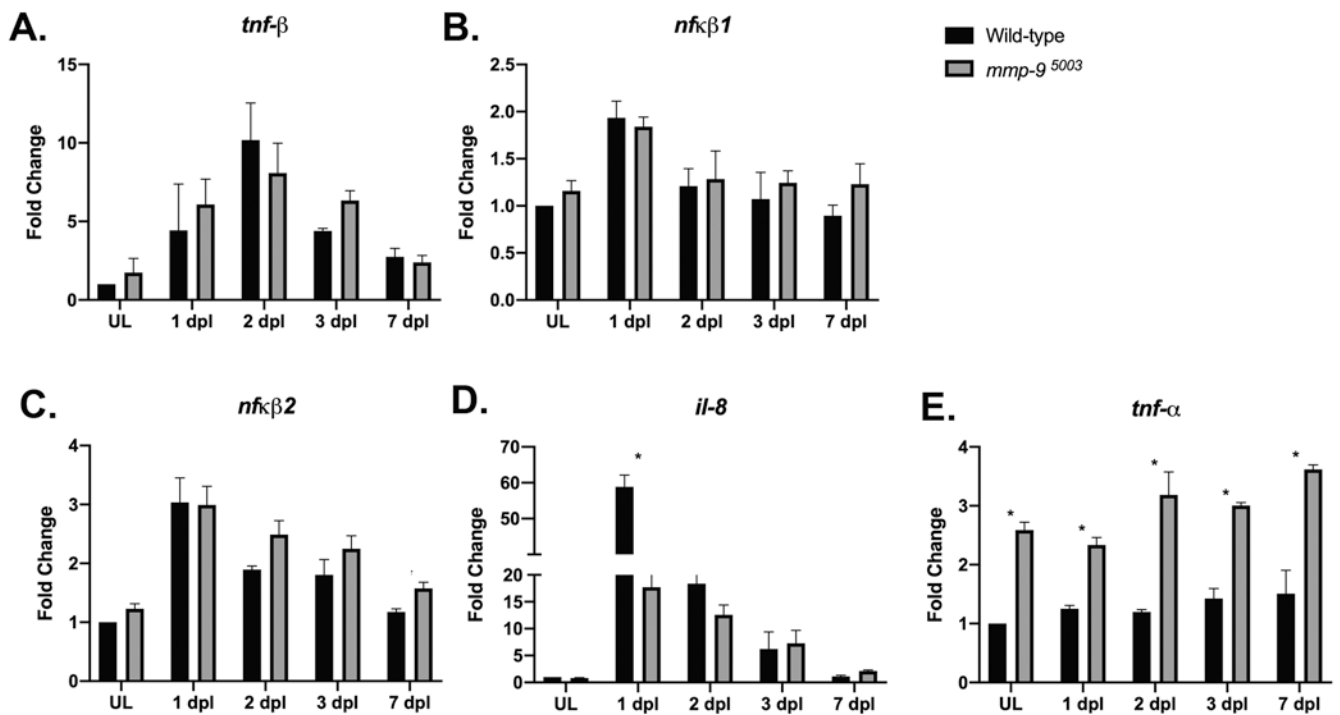 A.
tnf-β
Fold Change
15
10
5
0
UL 1 dpl 2 dpl 3 dpl 7 dpl
B.
nfκβ1
Fold Change
2.5
2.0
1.5
1.0
0.5
0.0
UL 1 dpl 2 dpl 3 dpl 7 dpl
Wild-type
mmp-9 5003
C.
nfκβ2
Fold Change
4
3
2
1
0
UL 1 dpl 2 dpl 3 dpl 7 dpl
D.
il-8
Fold Change
70
60
50
20
15
10
5
0
*
UL 1 dpl 2 dpl 3 dpl 7 dpl
E.
tnf-α
Fold Change
4
3
2
1
0
* * * * *
UL 1 dpl 2 dpl 3 dpl 7 dpl